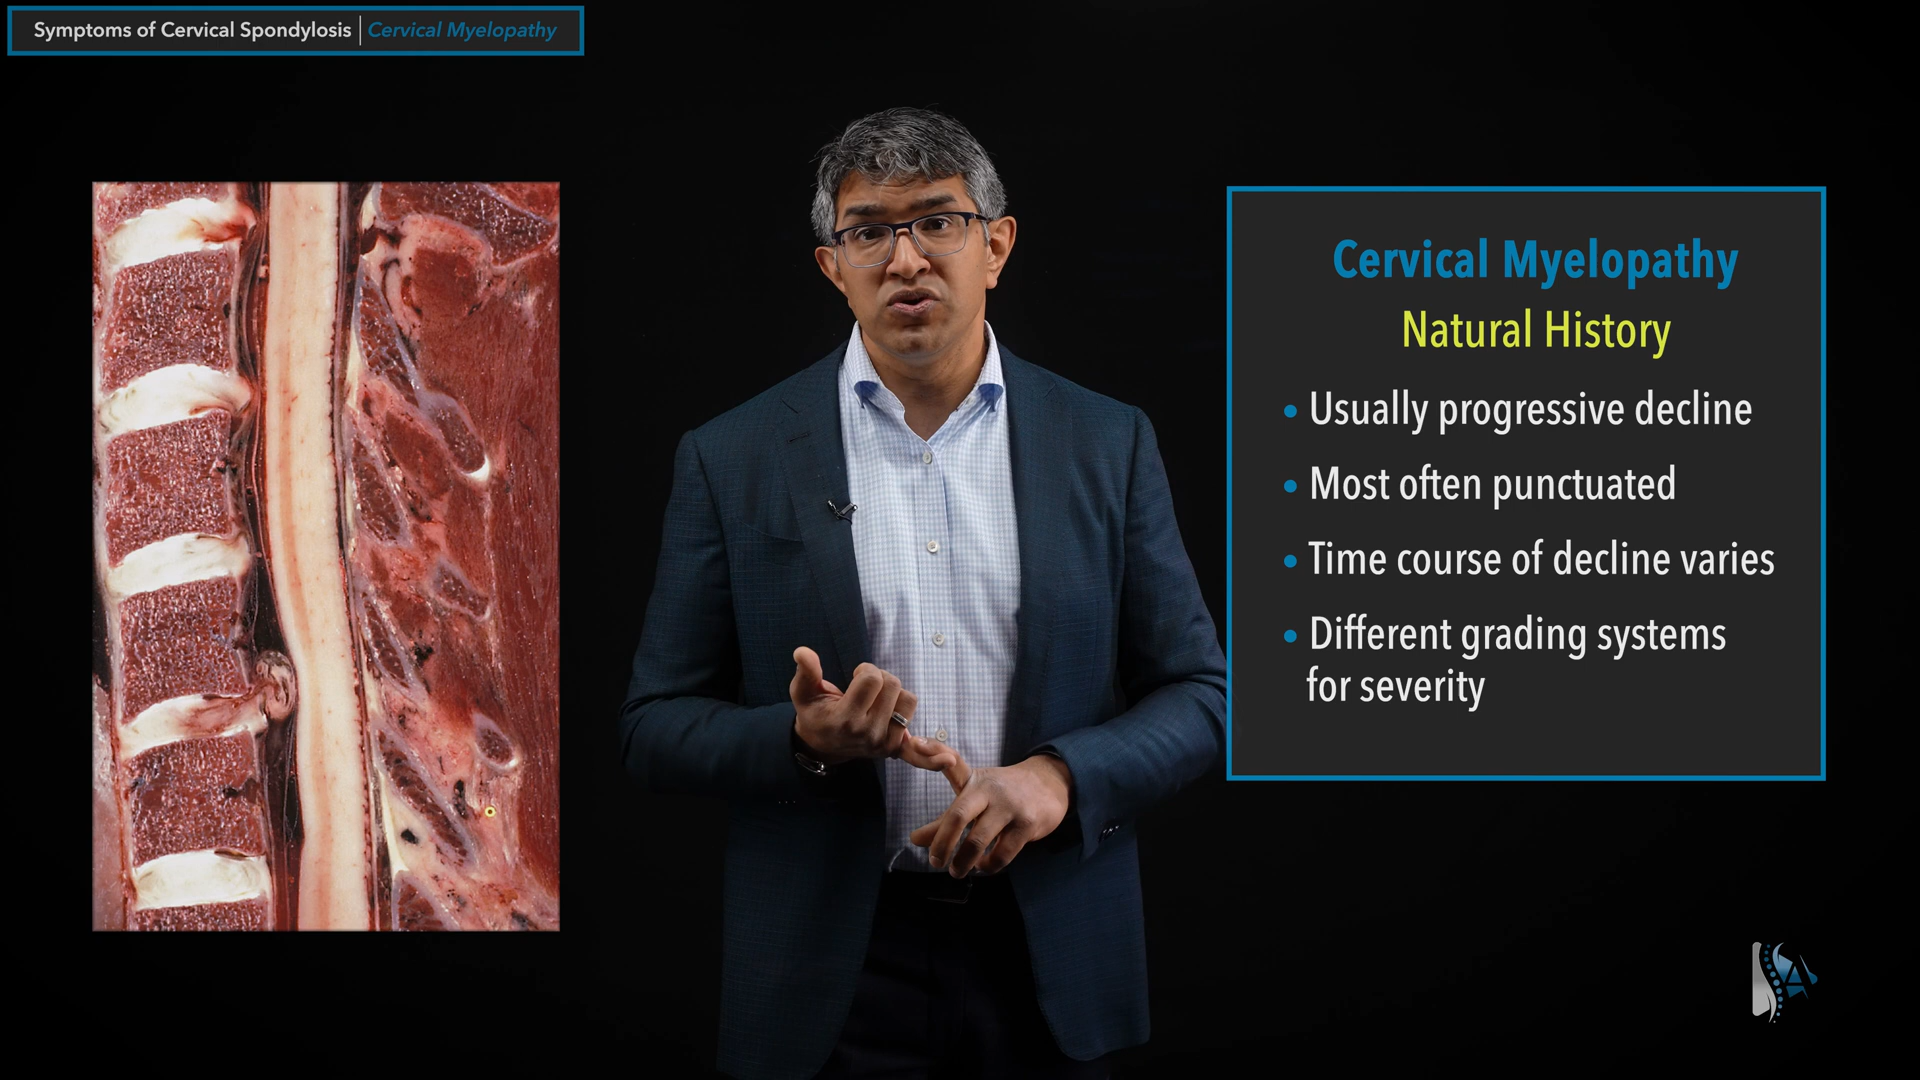 Symptoms of Cervical Spondylosis | Cervical Myelopathy
Cervical Myelopathy
Natural History
• Usually progressive decline
• Most often punctuated
• Time course of decline varies
• Different grading systems
for severity